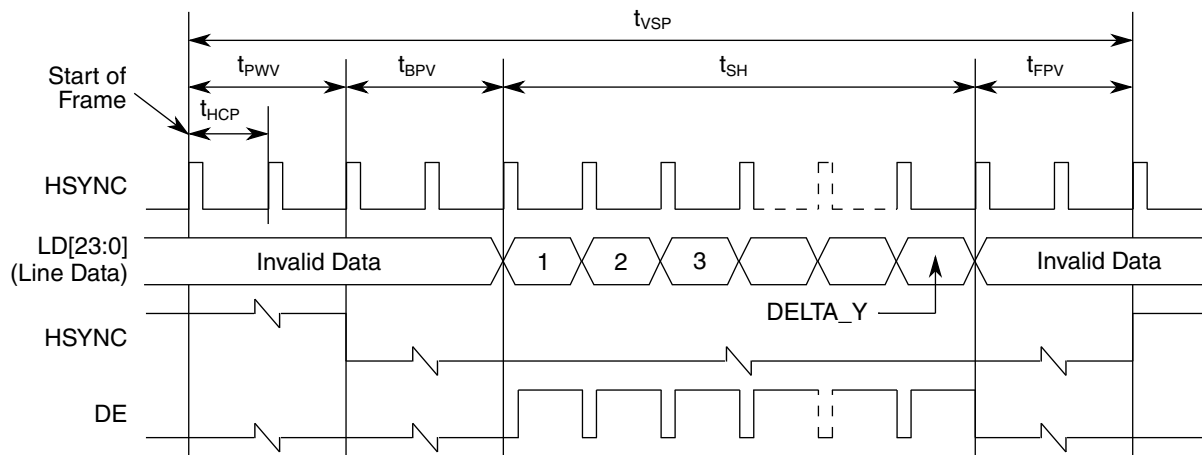 tVSP
tPWV tBPV tSH tFPV
Start of
Frame
tHCP
HSYNC
LD[23:0]
(Line Data)
Invalid Data 1 2 3 Invalid Data
DELTA_Y
HSYNC
DE